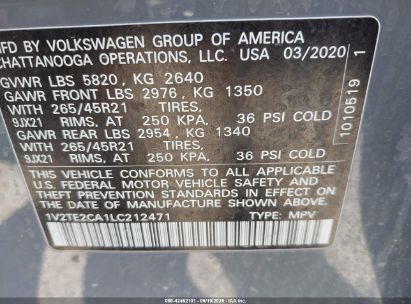 MFD BY VOLKSWAGEN GROUP OF AMERICA
CHATTANOOGA OPERATIONS, LLC. USA 03/2020
GVWR LBS 5820, KG 2640
GAWR FRONT LBS 2976, KG 1350
WITH 265/45R21 TIRES,
9JX21 RIMS, AT 250 KPA, 36 PSI COLD
GAWR REAR LBS 2954, KG 1340
WITH 265/45R21 TIRES,
9JX21 RIMS, AT 250 KPA, 36 PSI COLD
THIS VEHICLE CONFORMS TO ALL APPLICABLE
U.S. FEDERAL MOTOR VEHICLE SAFETY AND
THEFT PREVENTION STANDARDS IN EFFECT ON THE
DATE OF MANUFACTURE SHOWN ABOVE.
1V2TE2CA1LC212471 TYPE: MPV
1010519 1